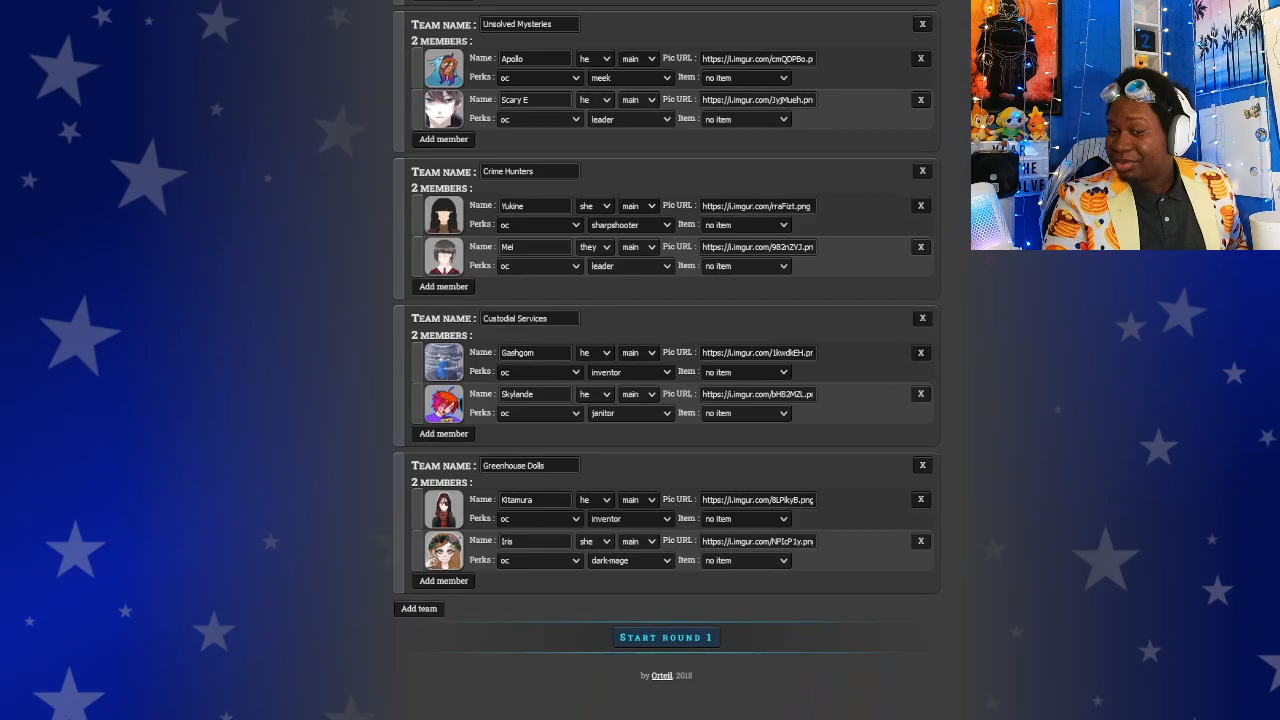 Team name : Unsolved Mysteries X
2 members :
Name : Apollo he main Pic URL : https://i.imgur.com/cmQDPBo.p X
Perks : oc meek Item : no item
Name : Scary E he main Pic URL : https://i.imgur.com/JyJMueh.pn X
Perks : oc leader Item : no item
Add member
Team name : Crime Hunters X
2 members :
Name : Yukine she main Pic URL : https://i.imgur.com/rraFizt.png X
Perks : oc sharpshooter Item : no item
Name : Mei they main Pic URL : https://i.imgur.com/982nZYJ.pn X
Perks : oc leader Item : no item
Add member
Team name : Custodial Services X
2 members :
Name : Gashgom he main Pic URL : https://i.imgur.com/1kwdkEH.pr X
Perks : oc inventor Item : no item
Name : Skylande he main Pic URL : https://i.imgur.com/bHB2MZL.p X
Perks : oc janitor Item : no item
Add member
Team name : Greenhouse Dolls X
2 members :
Name : Kitamura he main Pic URL : https://i.imgur.com/8LPikyB.png X
Perks : oc inventor Item : no item
Name : Iris she main Pic URL : https://i.imgur.com/NPIcP1y.pn X
Perks : oc dark-mage Item : no item
Add member
Add team
Start round 1
by Orteil, 2018
THE